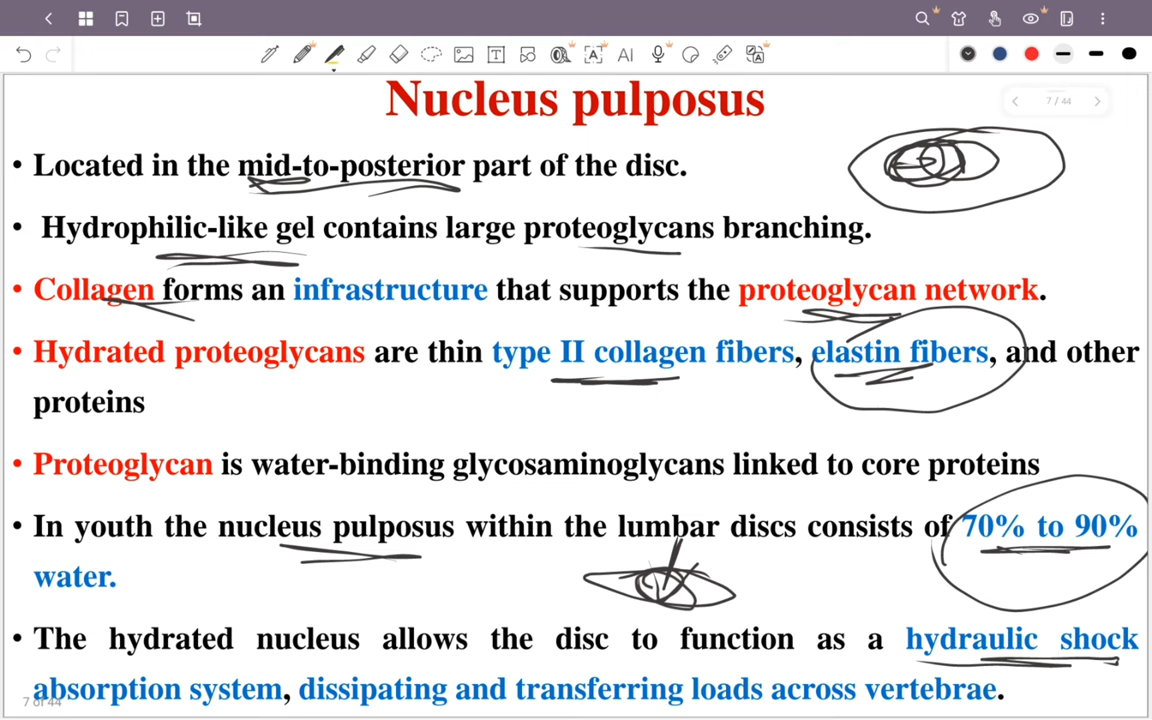 7 / 44
Nucleus pulposus
• Located in the mid-to-posterior part of the disc.
• Hydrophilic-like gel contains large proteoglycans branching.
• Collagen forms an infrastructure that supports the proteoglycan network.
• Hydrated proteoglycans are thin type II collagen fibers, elastin fibers, and other
proteins
• Proteoglycan is water-binding glycosaminoglycans linked to core proteins
• In youth the nucleus pulposus within the lumbar discs consists of 70% to 90%
water.
• The hydrated nucleus allows the disc to function as a hydraulic shock
absorption system, dissipating and transferring loads across vertebrae.
7 of 44